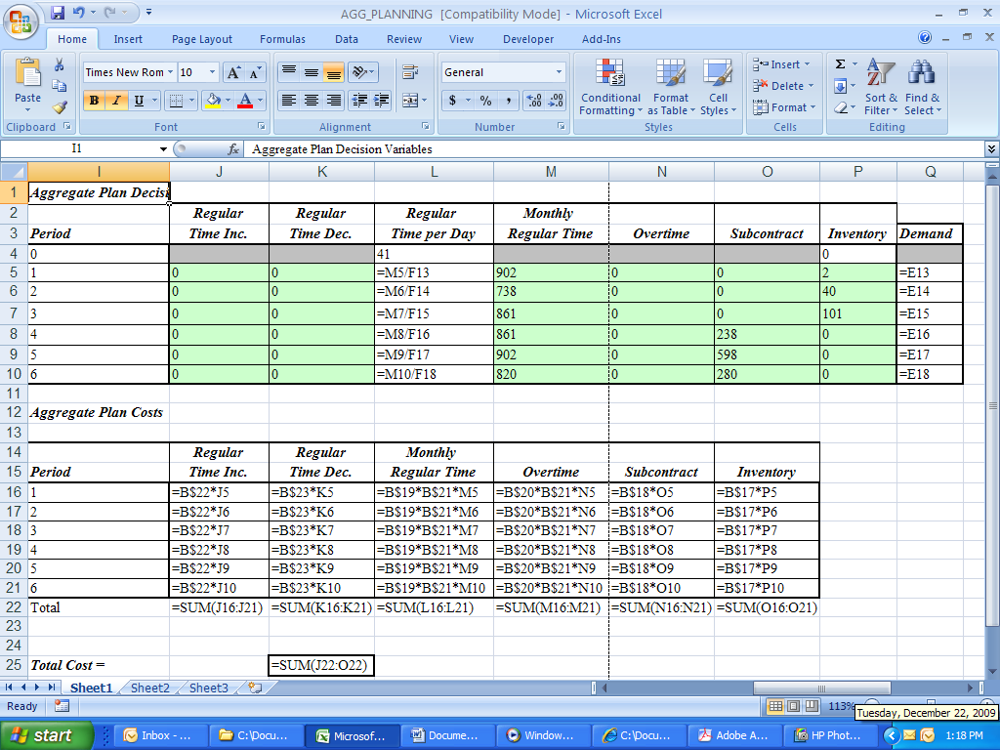 AGG_PLANNING [Compatibility Mode] - Microsoft Excel
Home Insert Page Layout Formulas Data Review View Developer Add-Ins
Paste
Clipboard
Times New Rom 10
B I U
Font
Alignment
General
$ % ,
Number
Conditional Formatting
Format as Table
Cell Styles
Styles
Insert
Delete
Format
Cells
Sort & Filter
Find & Select
Editing
I1 fx Aggregate Plan Decision Variables
I J K L M N O P Q
1 Aggregate Plan Decisi
2 Regular Regular Regular Monthly
3 Period Time Inc. Time Dec. Time per Day Regular Time Overtime Subcontract Inventory Demand
4 0 41 0
5 1 0 0 =M5/F13 902 0 0 2 =E13
6 2 0 0 =M6/F14 738 0 0 40 =E14
7 3 0 0 =M7/F15 861 0 0 101 =E15
8 4 0 0 =M8/F16 861 0 238 0 =E16
9 5 0 0 =M9/F17 902 0 598 0 =E17
10 6 0 0 =M10/F18 820 0 280 0 =E18
11
12 Aggregate Plan Costs
13
14 Regular Regular Monthly
15 Period Time Inc. Time Dec. Regular Time Overtime Subcontract Inventory
16 1 =B$22*J5 =B$23*K5 =B$19*B$21*M5 =B$20*B$21*N5 =B$18*O5 =B$17*P5
17 2 =B$22*J6 =B$23*K6 =B$19*B$21*M6 =B$20*B$21*N6 =B$18*O6 =B$17*P6
18 3 =B$22*J7 =B$23*K7 =B$19*B$21*M7 =B$20*B$21*N7 =B$18*O7 =B$17*P7
19 4 =B$22*J8 =B$23*K8 =B$19*B$21*M8 =B$20*B$21*N8 =B$18*O8 =B$17*P8
20 5 =B$22*J9 =B$23*K9 =B$19*B$21*M9 =B$20*B$21*N9 =B$18*O9 =B$17*P9
21 6 =B$22*J10 =B$23*K10 =B$19*B$21*M10 =B$20*B$21*N10 =B$18*O10 =B$17*P10
22 Total =SUM(J16:J21) =SUM(K16:K21) =SUM(L16:L21) =SUM(M16:M21) =SUM(N16:N21) =SUM(O16:O21)
23
24
25 Total Cost = =SUM(J22:O22)
Sheet1 Sheet2 Sheet3
Ready 113%
Tuesday, December 22, 2009
start Inbox - ... C:\Docu... Microsof... Docume... Window... C:\Docu... Adobe A... HP Phot... 1:18 PM